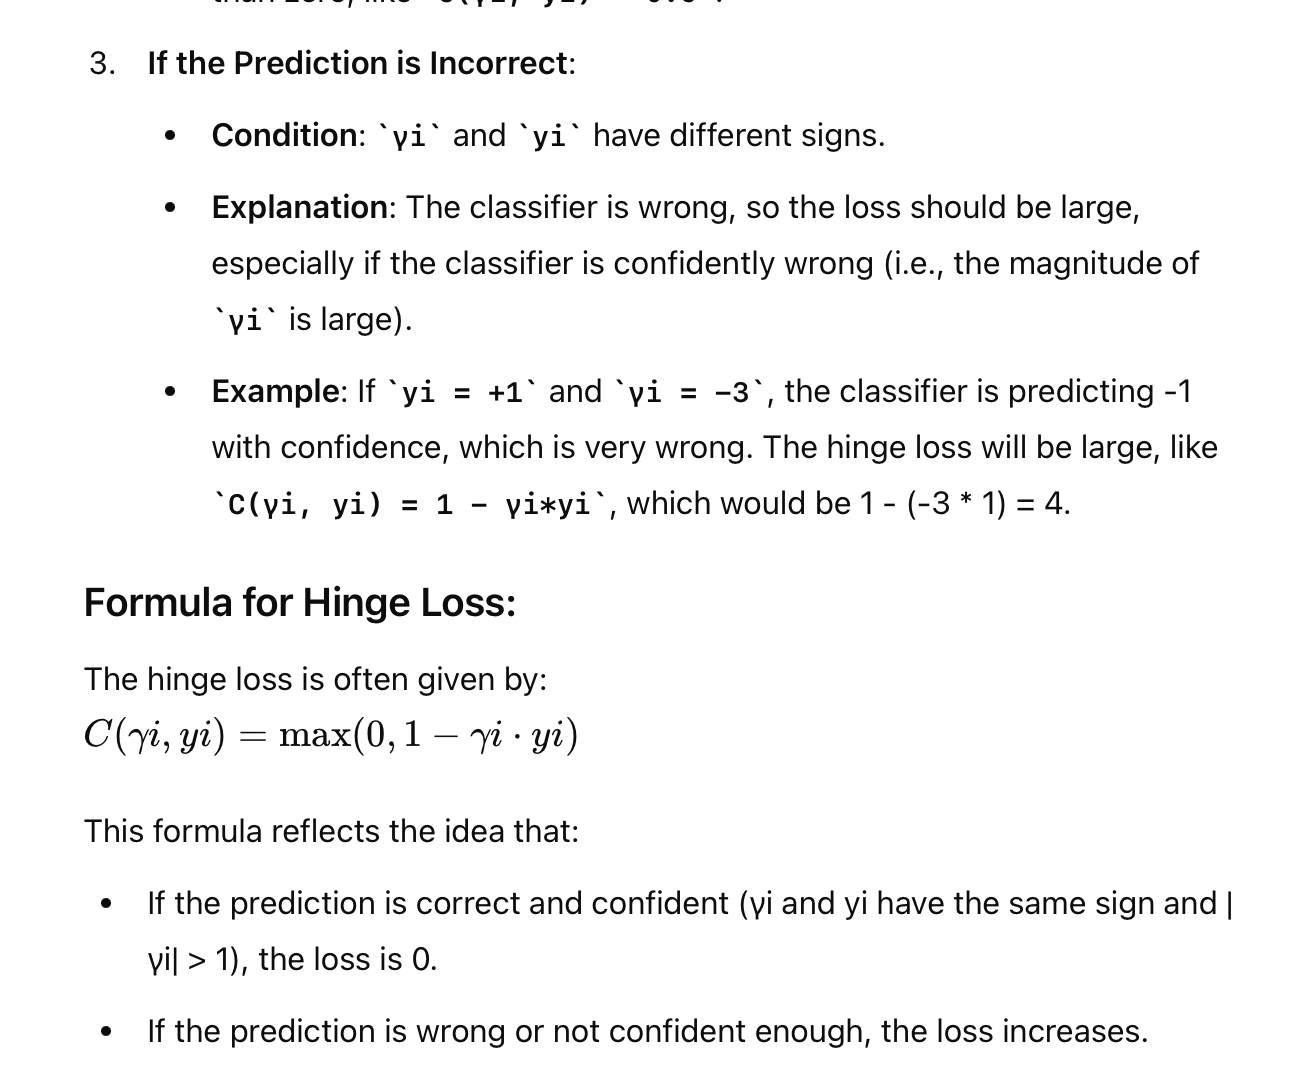 3. If the Prediction is Incorrect:
• Condition: `γi` and `yi` have different signs.
• Explanation: The classifier is wrong, so the loss should be large,
especially if the classifier is confidently wrong (i.e., the magnitude of
`γi` is large).
• Example: If `yi = +1` and `γi = −3`, the classifier is predicting -1
with confidence, which is very wrong. The hinge loss will be large, like
`C(γi, yi) = 1 − γi*yi`, which would be 1 - (-3 * 1) = 4.
Formula for Hinge Loss:
The hinge loss is often given by:
C(γi, yi) = max(0, 1 − γi · yi)
This formula reflects the idea that:
• If the prediction is correct and confident (γi and yi have the same sign and |
γi| > 1), the loss is 0.
• If the prediction is wrong or not confident enough, the loss increases.